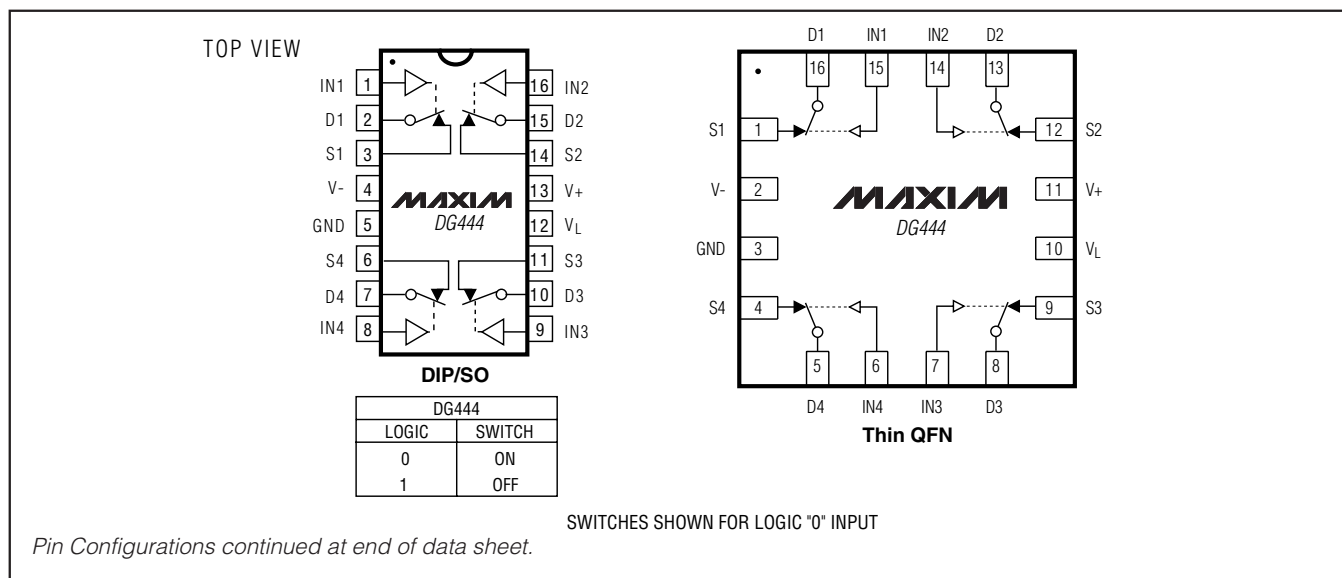 TOP VIEW
IN1 1 16 IN2
D1 2 15 D2
S1 3 14 S2
V- 4 13 V+
GND 5 12 VL
S4 6 11 S3
D4 7 10 D3
IN4 8 9 IN3
MAXIM
DG444
DIP/SO
DG444
LOGIC SWITCH
0 ON
1 OFF
D1 IN1 IN2 D2
16 15 14 13
S1 1 12 S2
V- 2 11 V+
GND 3 10 VL
S4 4 9 S3
MAXIM
DG444
5 6 7 8
D4 IN4 IN3 D3
Thin QFN
SWITCHES SHOWN FOR LOGIC "0" INPUT
Pin Configurations continued at end of data sheet.